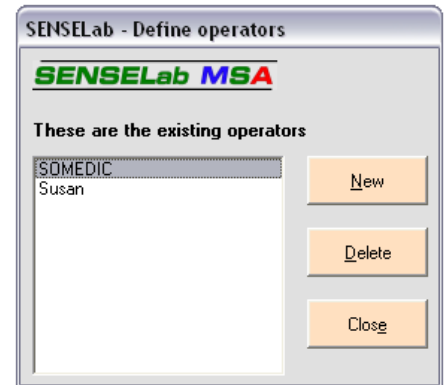 SENSELab - Define operators
SENSELab MSA
These are the existing operators
SOMEDIC
Susan
New
Delete
Close